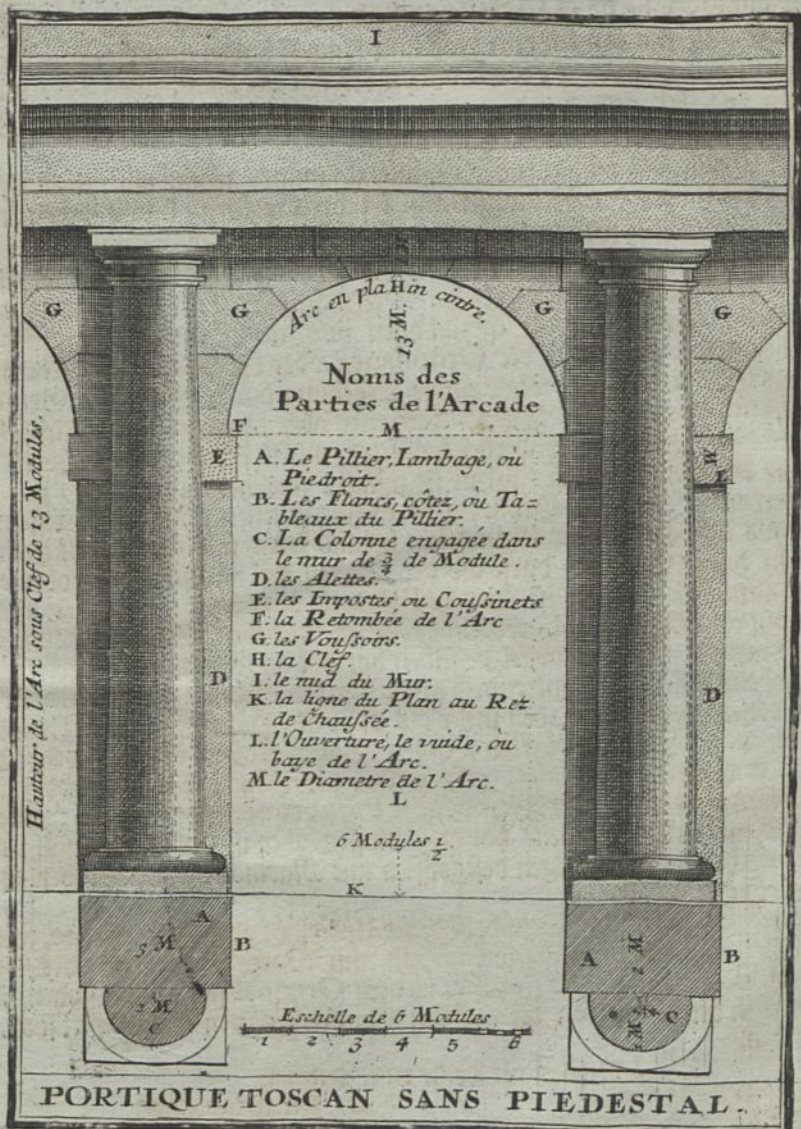 I
G
G
G
G
Arc en plaHin cintre.
13 M.
Noms des
Parties de l'Arcade
F
M
E
A. Le Pillier, Iambage, ou
Piedroit.
B. Les Flancs, côtez, ou Ta=
bleaux du Pillier.
C. La Colonne engagée dans
le mur de 3/4 de Module.
D. les Alettes.
E. les Impostes ou Coußinets
F. la Retombée de l'Arc
G. les Voußoirs.
H. la Clef.
I. le nud du Mur.
K. la ligne du Plan au Rez
de Chaußée.
L. l'Ouverture, le vuide, ou
baye de l'Arc.
M. le Diametre de l'Arc.
L
D
D
Hauteur de l'Arc sous Clef de 13 Modules.
6 Modules 1/2
K
A
B
3 M
M
C
A
B
2 M
C
Eschelle de 6 Modules
1 2 3 4 5 6
PORTIQUE TOSCAN SANS PIEDESTAL.